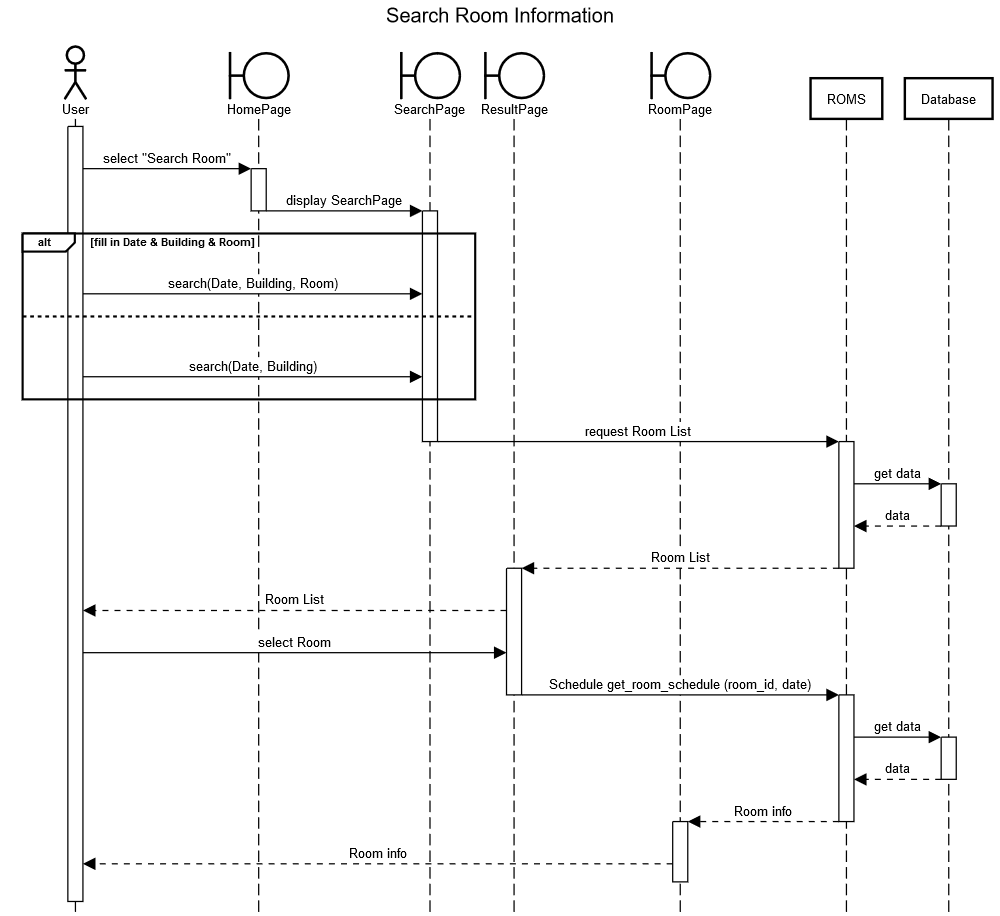 Search Room Information
User
HomePage
SearchPage
ResultPage
RoomPage
ROMS
Database
select "Search Room"
display SearchPage
alt
[fill in Date & Building & Room]
search(Date, Building, Room)
search(Date, Building)
request Room List
get data
data
Room List
Room List
select Room
Schedule get_room_schedule (room_id, date)
get data
data
Room info
Room info